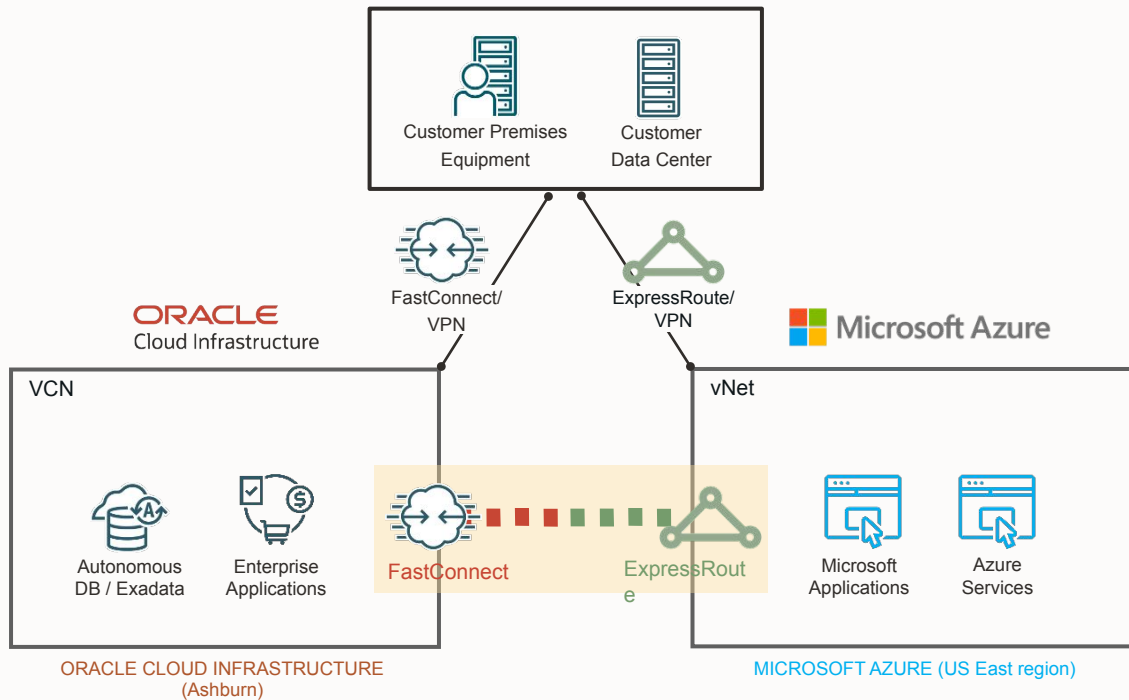 Customer Premises
Equipment
Customer
Data Center
FastConnect/
VPN
ExpressRoute/
VPN
ORACLE
Cloud Infrastructure
Microsoft Azure
VCN
vNet
A
$
Autonomous
DB / Exadata
Enterprise
Applications
FastConnect
ExpressRout
e
Microsoft
Applications
Azure
Services
ORACLE CLOUD INFRASTRUCTURE
(Ashburn)
MICROSOFT AZURE (US East region)